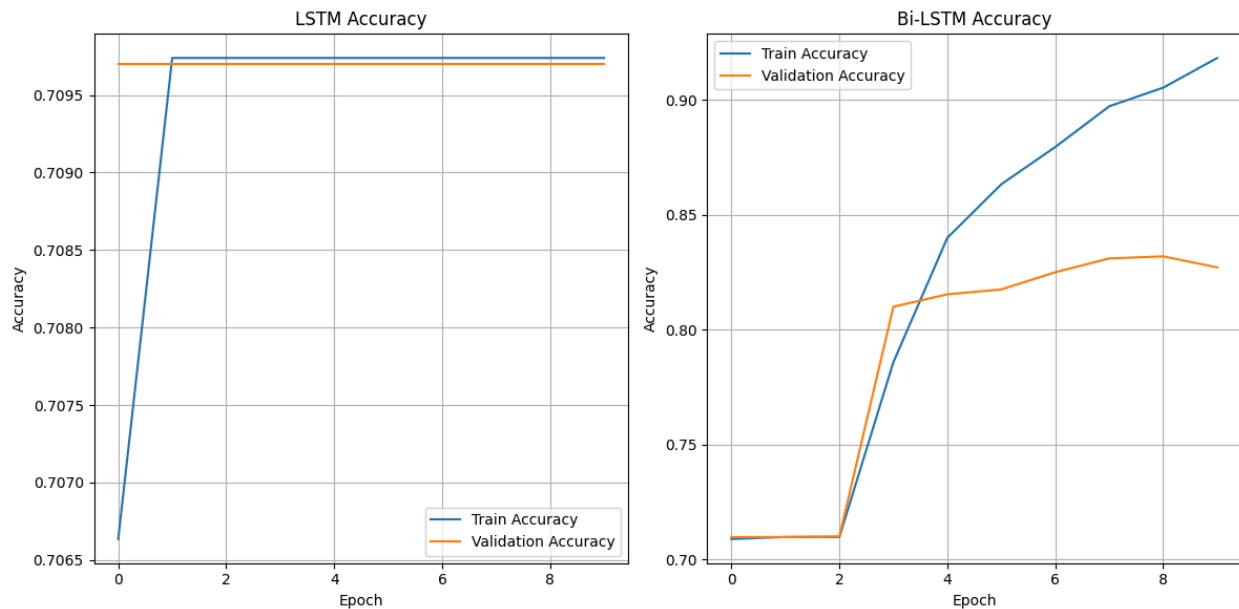 LSTM Accuracy
Accuracy
0.7095
0.7090
0.7085
0.7080
0.7075
0.7070
0.7065
Train Accuracy
Validation Accuracy
0 2 4 6 8
Epoch
Bi-LSTM Accuracy
Accuracy
Train Accuracy
Validation Accuracy
0.90
0.85
0.80
0.75
0.70
0 2 4 6 8
Epoch